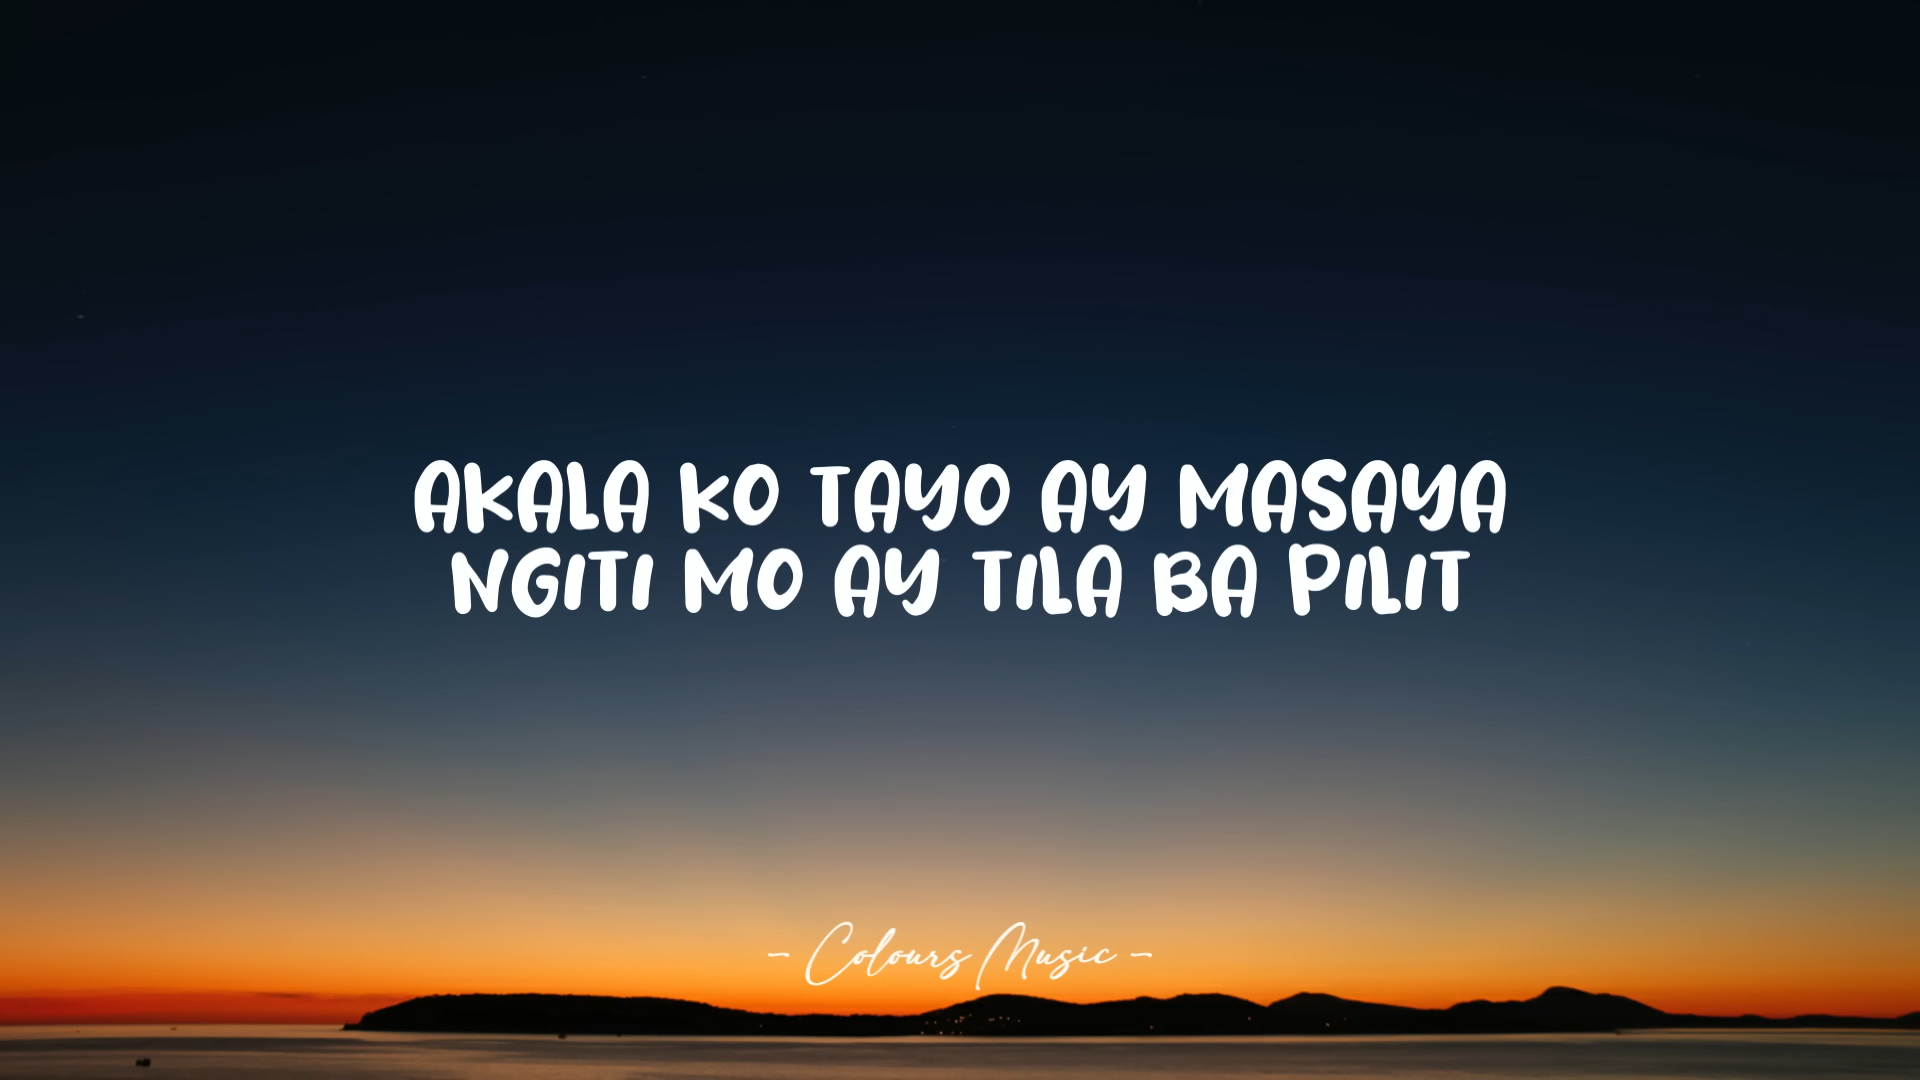 AKALA KO TAYO AY MASAYA
NGITI MO AY TILA BA PILIT
- Colours Music -